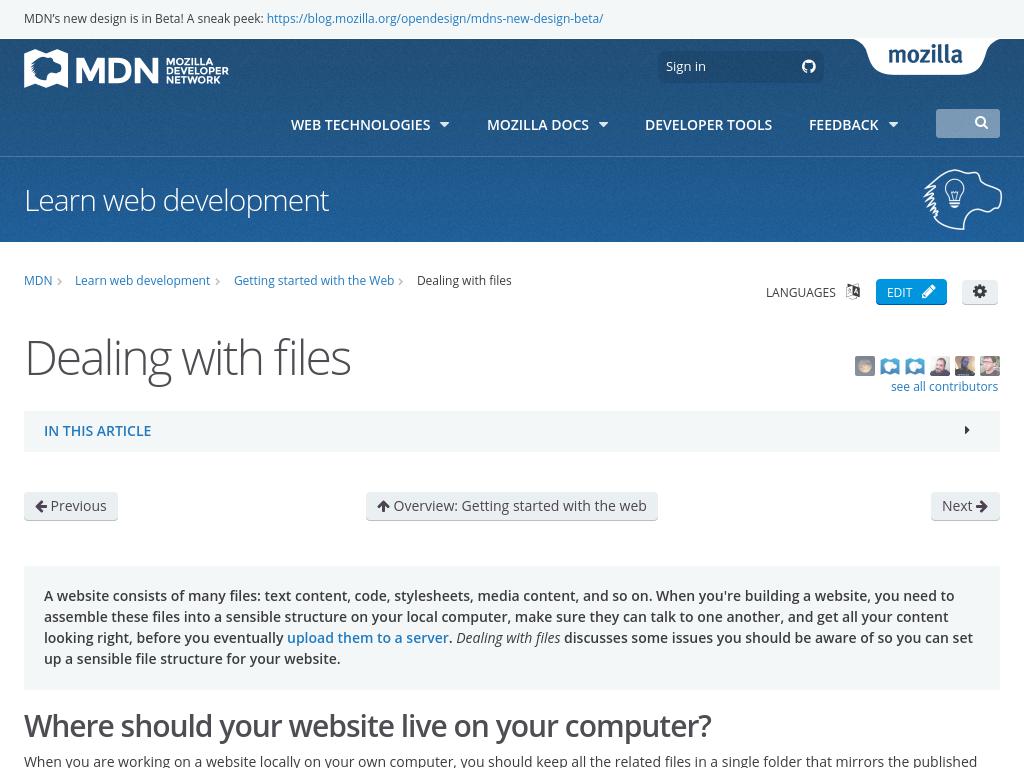 MDN's new design is in Beta! A sneak peek: https://blog.mozilla.org/opendesign/mdns-new-design-beta/
MDN MOZILLA DEVELOPER NETWORK
Sign in
mozilla
WEB TECHNOLOGIES
MOZILLA DOCS
DEVELOPER TOOLS
FEEDBACK
Learn web development
MDN
Learn web development
Getting started with the Web
Dealing with files
LANGUAGES
EDIT
Dealing with files
see all contributors
IN THIS ARTICLE
Previous
Overview: Getting started with the web
Next
A website consists of many files: text content, code, stylesheets, media content, and so on. When you're building a website, you need to
assemble these files into a sensible structure on your local computer, make sure they can talk to one another, and get all your content
looking right, before you eventually upload them to a server. Dealing with files discusses some issues you should be aware of so you can set
up a sensible file structure for your website.
Where should your website live on your computer?
When you are working on a website locally on your own computer, you should keep all the related files in a single folder that mirrors the published